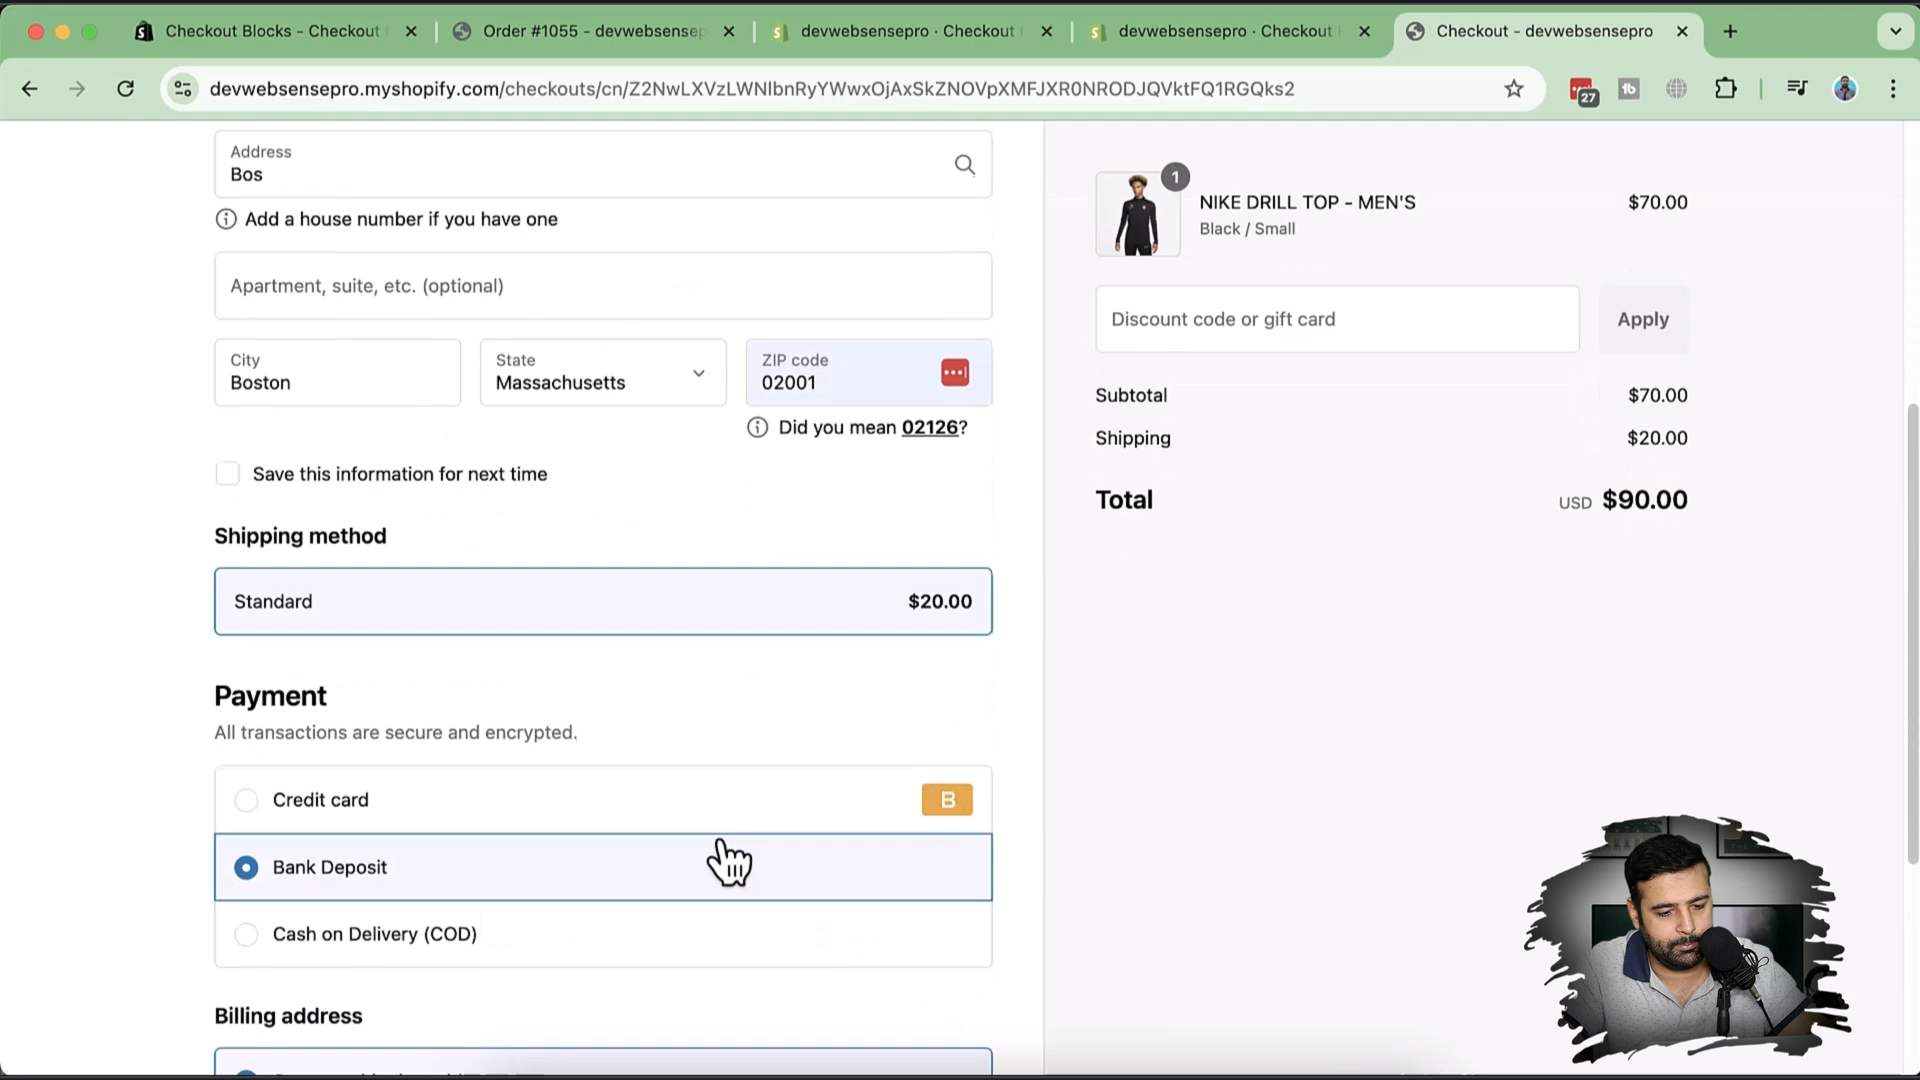 Checkout Blocks - Checkout
Order #1055 - devwebsensep
devwebsensepro · Checkout
devwebsensepro · Checkout
Checkout - devwebsensepro
devwebsensepro.myshopify.com/checkouts/cn/Z2NwLXVzLWNlbnRyYWwxOjAxSkZNOVpXMFJXR0NRODJQVktFQ1RGQks2
27
Address
Bos
Add a house number if you have one
Apartment, suite, etc. (optional)
City
Boston
State
Massachusetts
ZIP code
02001
Did you mean 02126?
Save this information for next time
Shipping method
Standard
$20.00
Payment
All transactions are secure and encrypted.
Credit card
B
Bank Deposit
Cash on Delivery (COD)
Billing address
1
NIKE DRILL TOP - MEN'S
$70.00
Black / Small
Discount code or gift card
Apply
Subtotal
$70.00
Shipping
$20.00
Total
USD $90.00